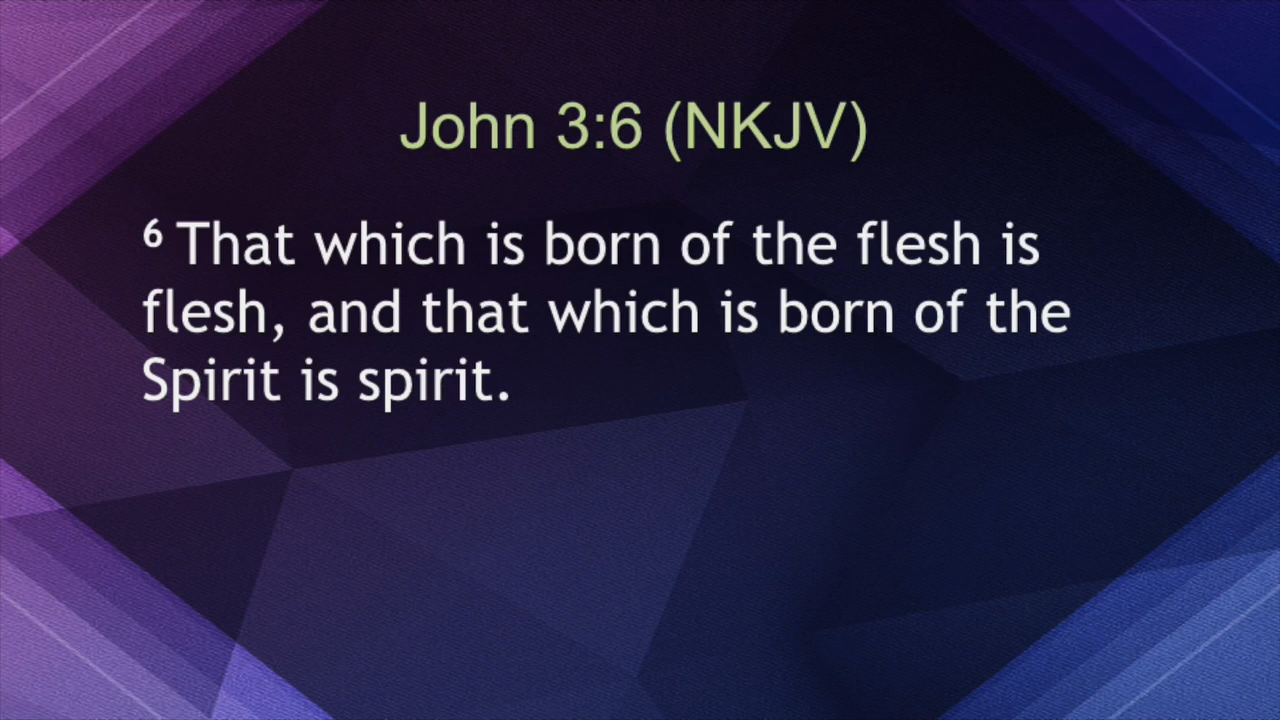 John 3:6 (NKJV)
6 That which is born of the flesh is
flesh, and that which is born of the
Spirit is spirit.